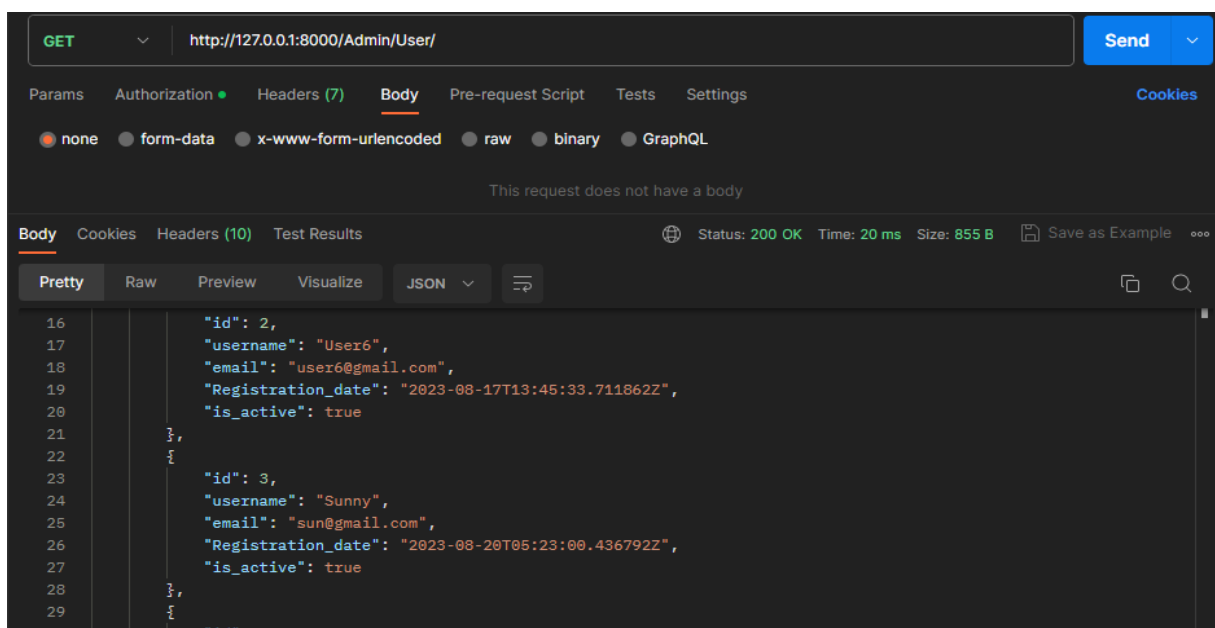 GET http://127.0.0.1:8000/Admin/User/ Send
Params Authorization Headers (7) Body Pre-request Script Tests Settings Cookies
none form-data x-www-form-urlencoded raw binary GraphQL
This request does not have a body
Body Cookies Headers (10) Test Results Status: 200 OK Time: 20 ms Size: 855 B Save as Example
Pretty Raw Preview Visualize JSON
16 "id": 2,
17 "username": "User6",
18 "email": "user6@gmail.com",
19 "Registration_date": "2023-08-17T13:45:33.711862Z",
20 "is_active": true
21 },
22 {
23 "id": 3,
24 "username": "Sunny",
25 "email": "sun@gmail.com",
26 "Registration_date": "2023-08-20T05:23:00.436792Z",
27 "is_active": true
28 },
29 {